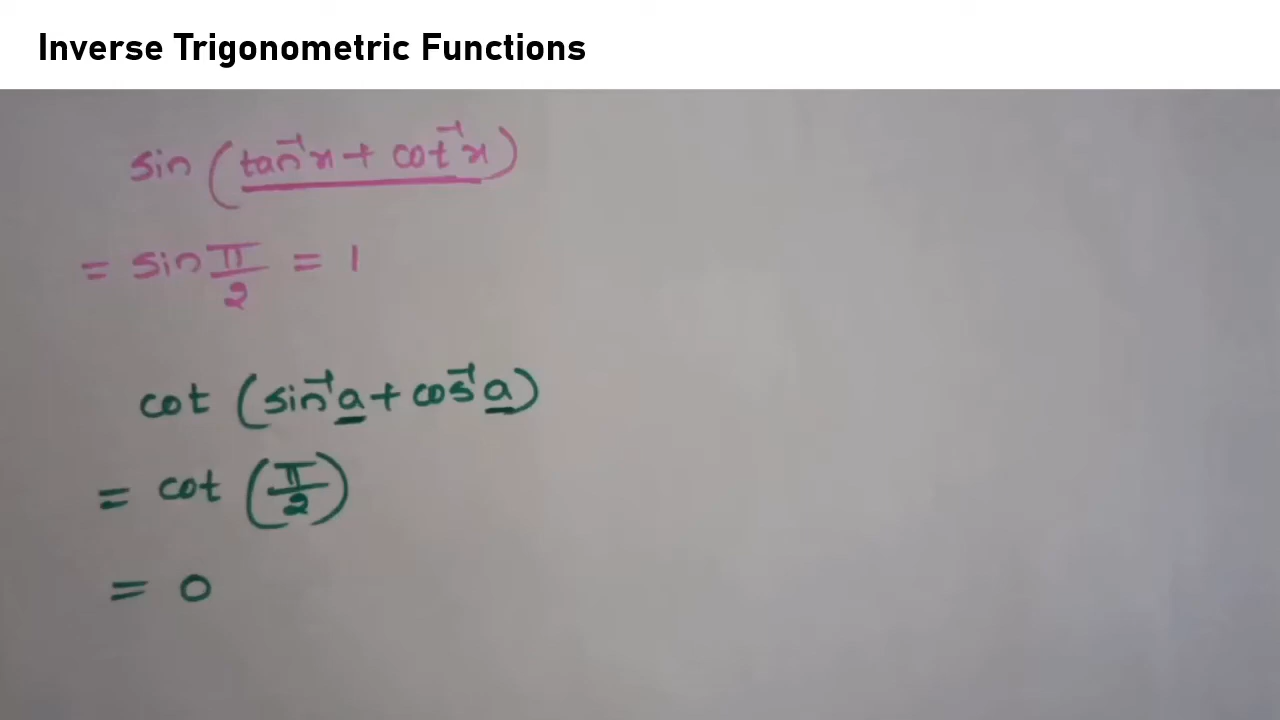 Inverse Trigonometric Functions
sin (tan⁻¹x + cot⁻¹x)
= sin π/2 = 1
cot (sin⁻¹a + cos⁻¹a)
= cot (π/2)
= 0